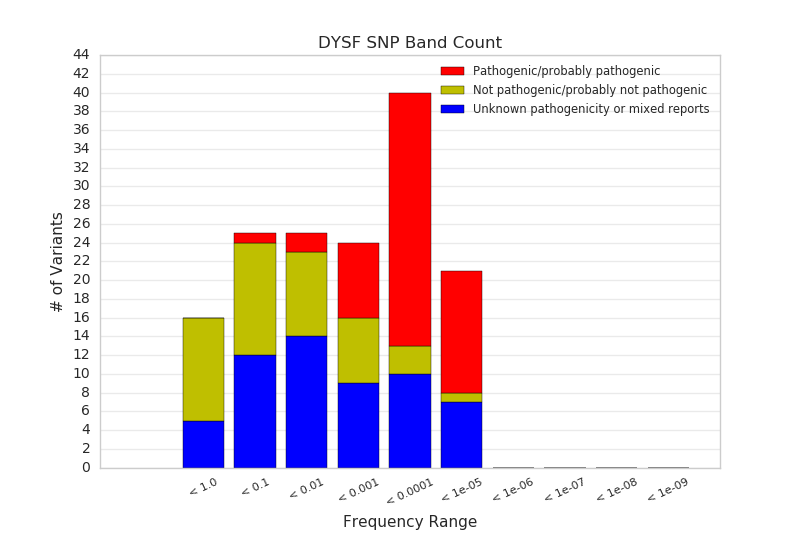 DYSF SNP Band Count
Pathogenic/probably pathogenic
Not pathogenic/probably not pathogenic
Unknown pathogenicity or mixed reports
# of Variants
44
42
40
38
36
34
32
30
28
26
24
22
20
18
16
14
12
10
8
6
4
2
0
< 1.0
< 0.1
< 0.01
< 0.001
< 0.0001
< 1e-05
< 1e-06
< 1e-07
< 1e-08
< 1e-09
Frequency Range